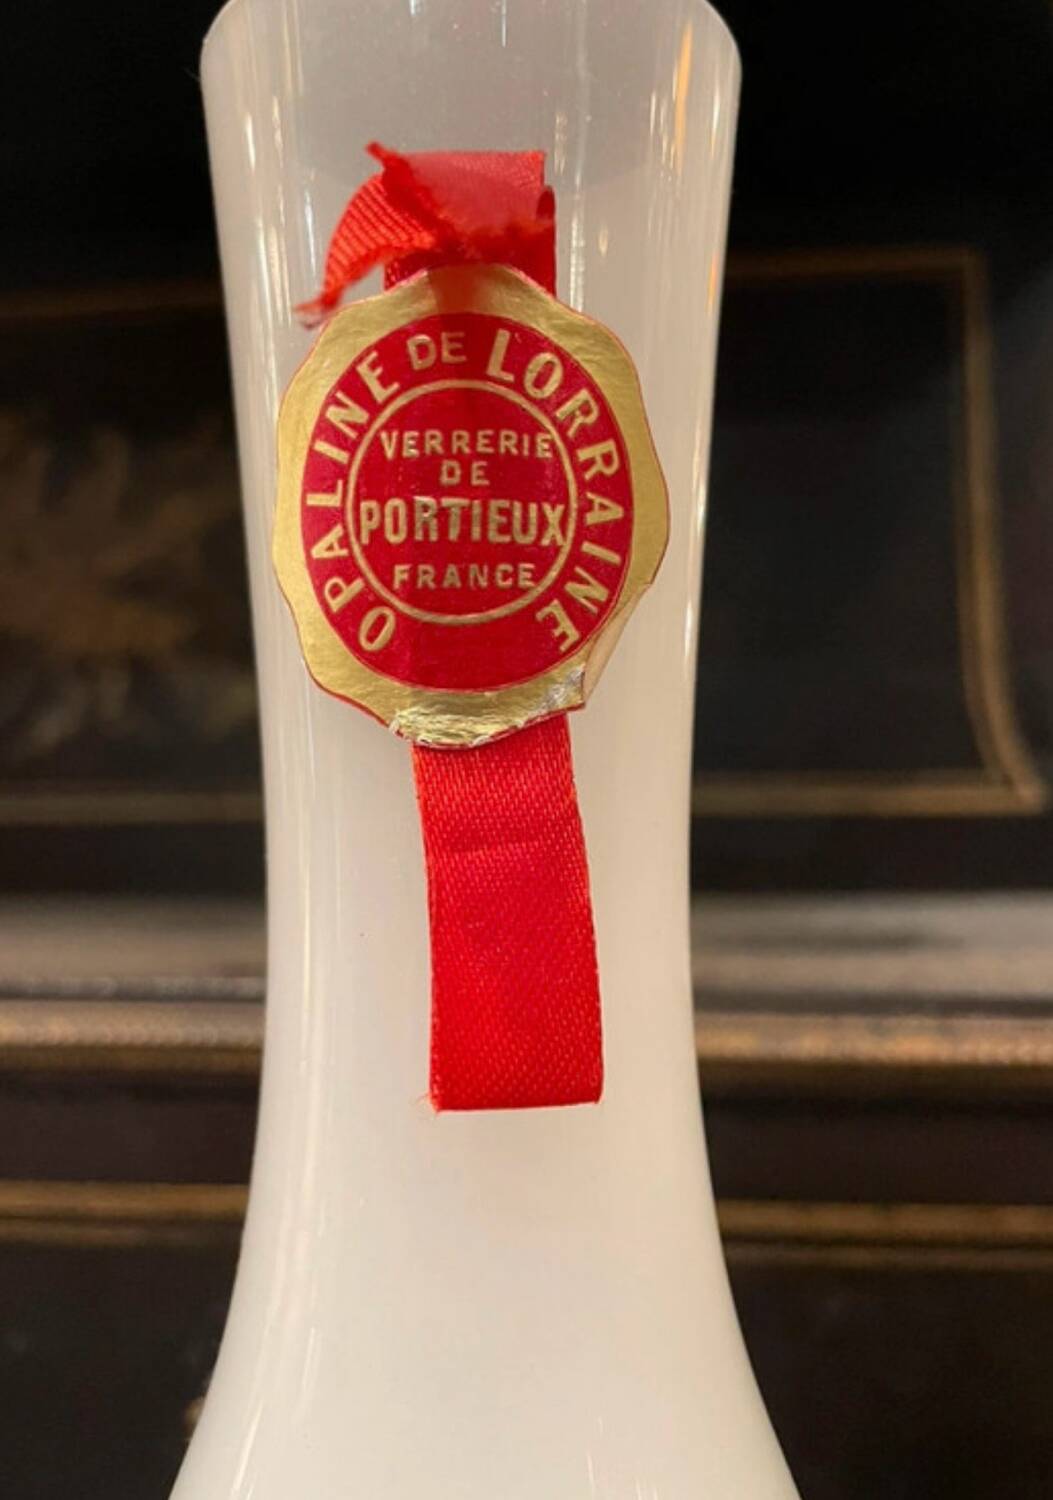 OPALINE DE LORRAINE
VERRERIE
DE
PORTIEUX
FRANCE